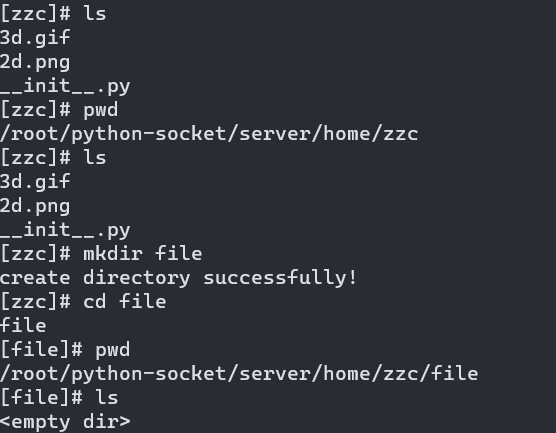 [zzc]# ls
3d.gif
2d.png
__init__.py
[zzc]# pwd
/root/python-socket/server/home/zzc
[zzc]# ls
3d.gif
2d.png
__init__.py
[zzc]# mkdir file
create directory successfully!
[zzc]# cd file
file
[file]# pwd
/root/python-socket/server/home/zzc/file
[file]# ls
<empty dir>